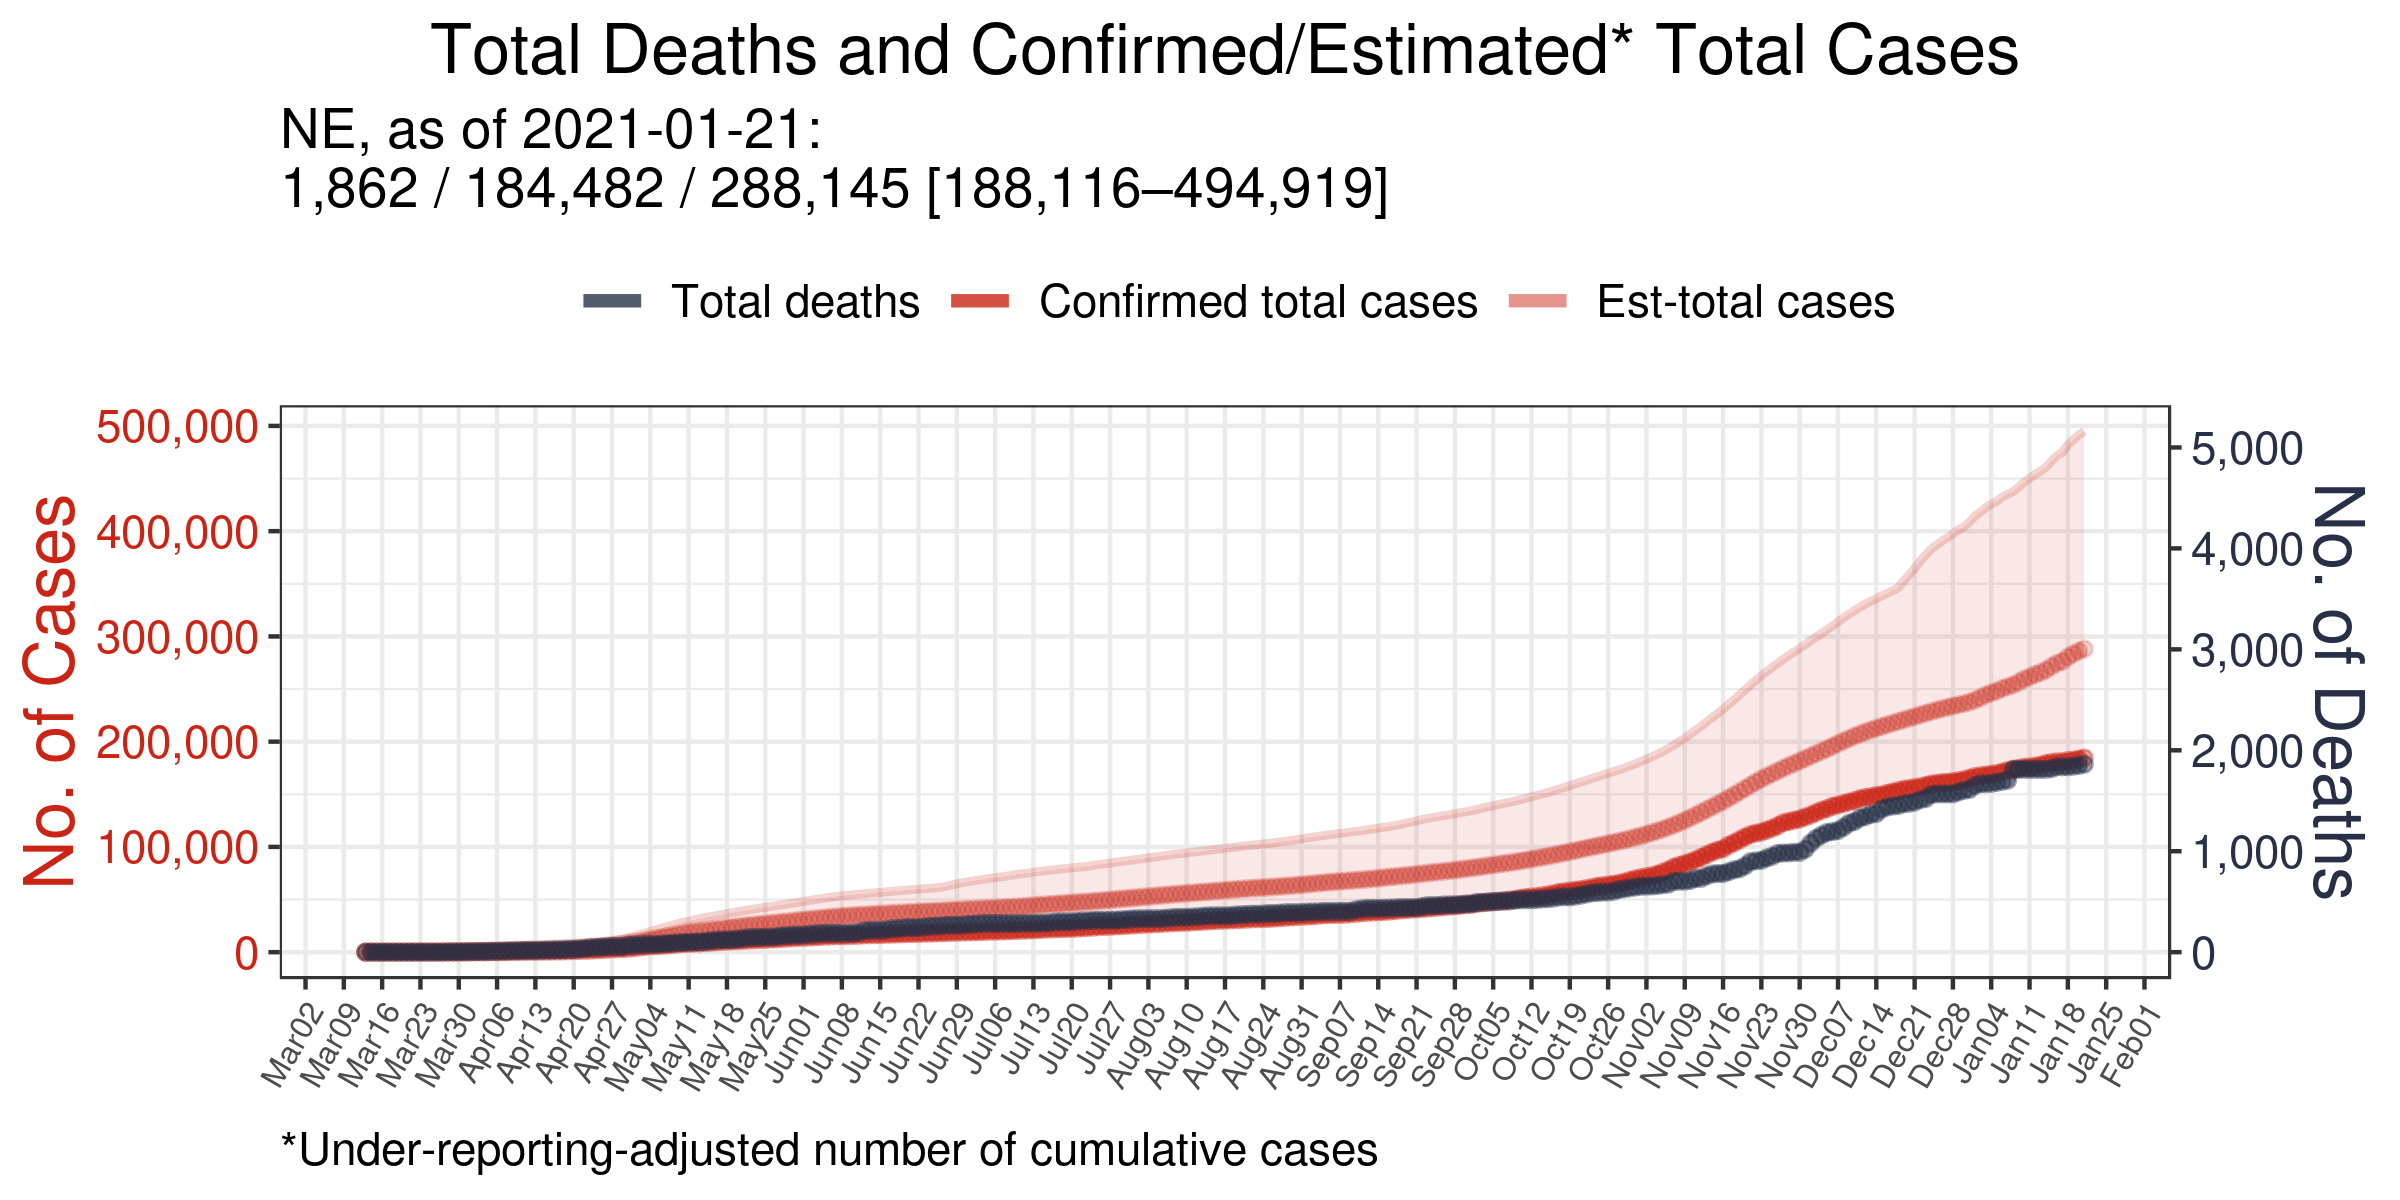 Total Deaths and Confirmed/Estimated* Total Cases
NE, as of 2021-01-21:
1,862 / 184,482 / 288,145 [188,116–494,919]
Total deaths
Confirmed total cases
Est-total cases
No. of Cases
500,000
400,000
300,000
200,000
100,000
0
5,000
4,000
3,000
2,000
1,000
0
No. of Deaths
Mar02
Mar09
Mar16
Mar23
Mar30
Apr06
Apr13
Apr20
Apr27
May04
May11
May18
May25
Jun01
Jun08
Jun15
Jun22
Jun29
Jul06
Jul13
Jul20
Jul27
Aug03
Aug10
Aug17
Aug24
Aug31
Sep07
Sep14
Sep21
Sep28
Oct05
Oct12
Oct19
Oct26
Nov02
Nov09
Nov16
Nov23
Nov30
Dec07
Dec14
Dec21
Dec28
Jan04
Jan11
Jan18
Jan25
Feb01
*Under-reporting-adjusted number of cumulative cases